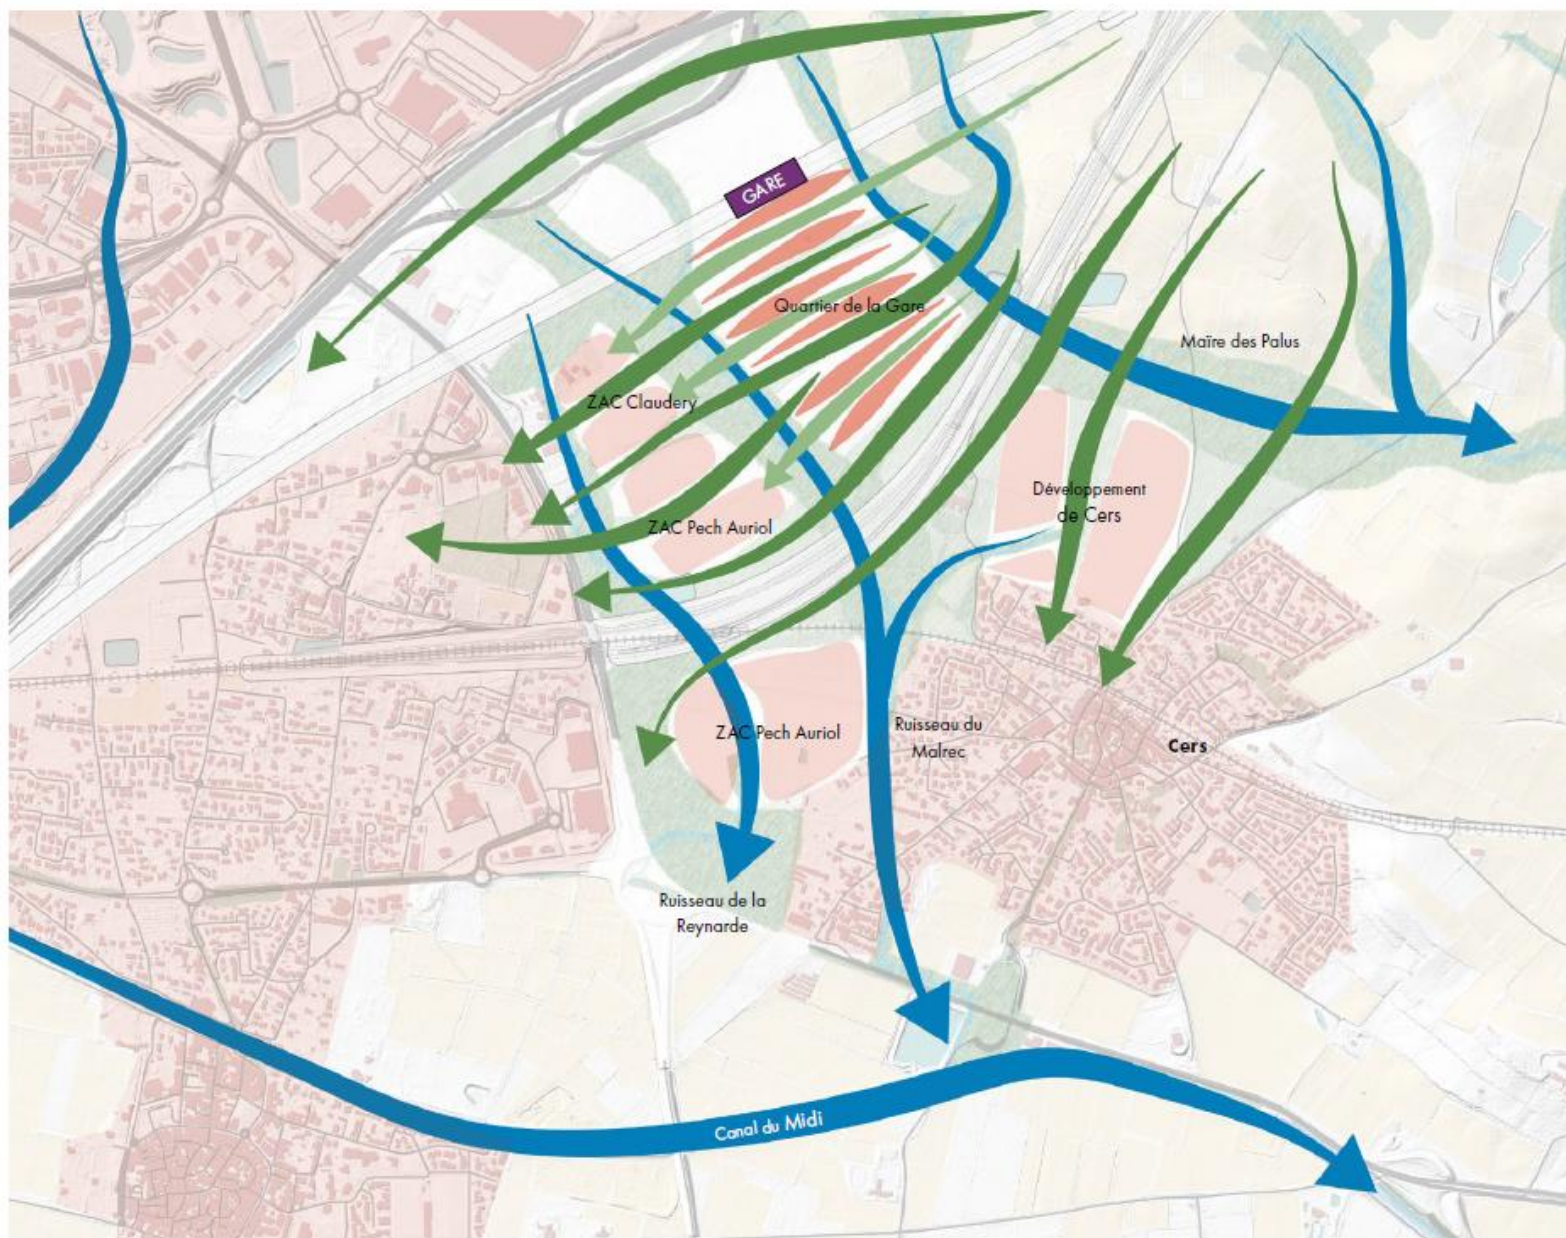 GARE
Quartier de la Gare
Maïre des Palus
ZAC Claudery
Développement
de Cers
ZAC Pech Auriol
ZAC Pech Auriol
Ruisseau du
Malrec
Cers
Ruisseau de la
Reynarde
Canal du Midi